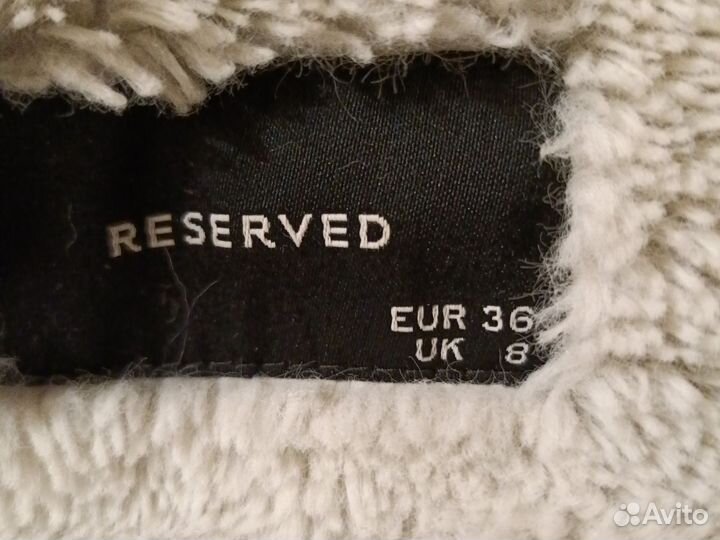 RESERVED
EUR 36
UK 8
Avito